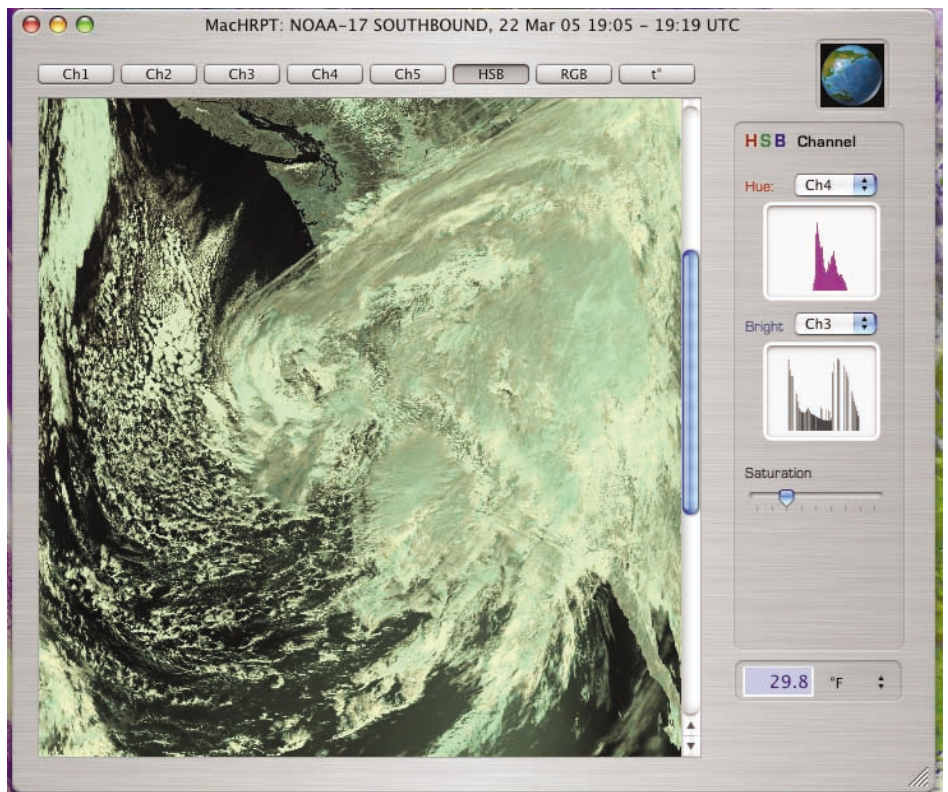 MacHRPT: NOAA-17 SOUTHBOUND, 22 Mar 05 19:05 – 19:19 UTC
Ch1 Ch2 Ch3 Ch4 Ch5 HSB RGB t°
HSB Channel
Hue: Ch4
Bright Ch3
Saturation
29.8 °F